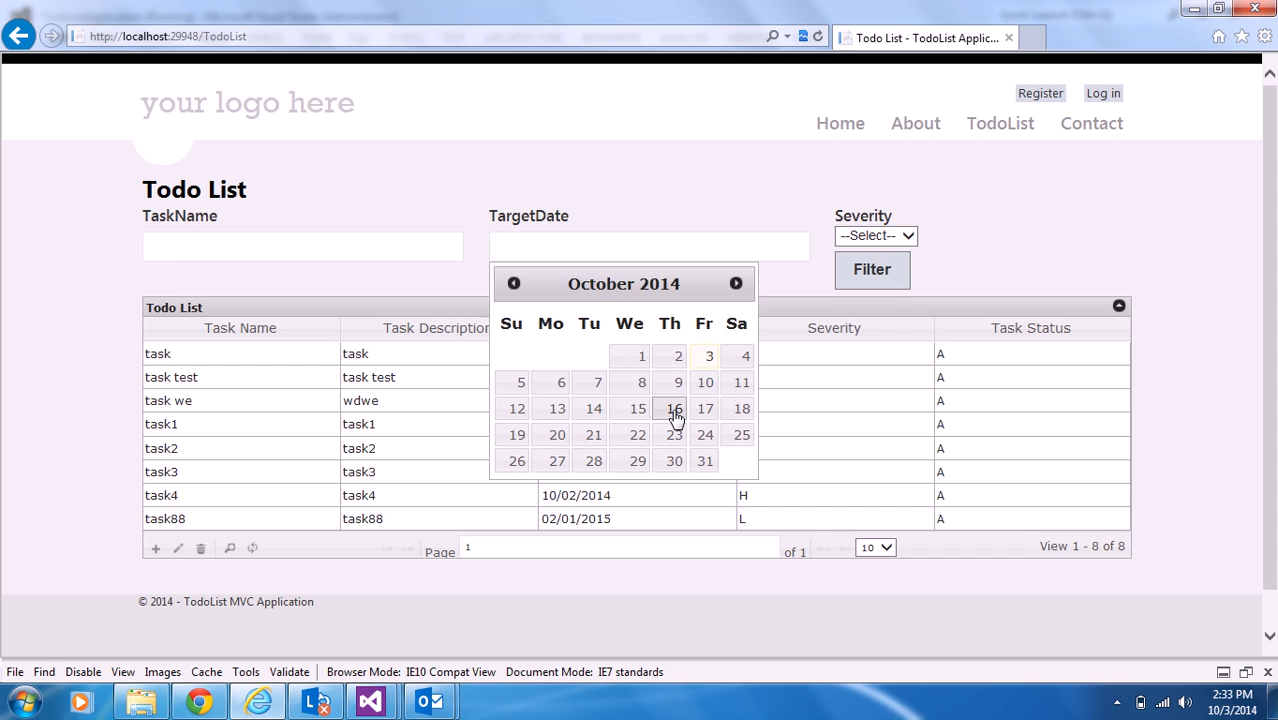 http://localhost:29948/TodoList
Todo List - TodoList Applic...
your logo here
Register Log in
Home About TodoList Contact
Todo List
TaskName TargetDate Severity
--Select--
Filter
October 2014
Su Mo Tu We Th Fr Sa
1 2 3 4
5 6 7 8 9 10 11
12 13 14 15 16 17 18
19 20 21 22 23 24 25
26 27 28 29 30 31
Todo List
Task Name Task Description Severity Task Status
task task A
task test task test A
task we wdwe A
task1 task1 A
task2 task2 A
task3 task3 A
task4 task4 10/02/2014 H A
task88 task88 02/01/2015 L A
Page 1 of 1 10 View 1 - 8 of 8
© 2014 - TodoList MVC Application
File Find Disable View Images Cache Tools Validate Browser Mode: IE10 Compat View Document Mode: IE7 standards
2:33 PM
10/3/2014